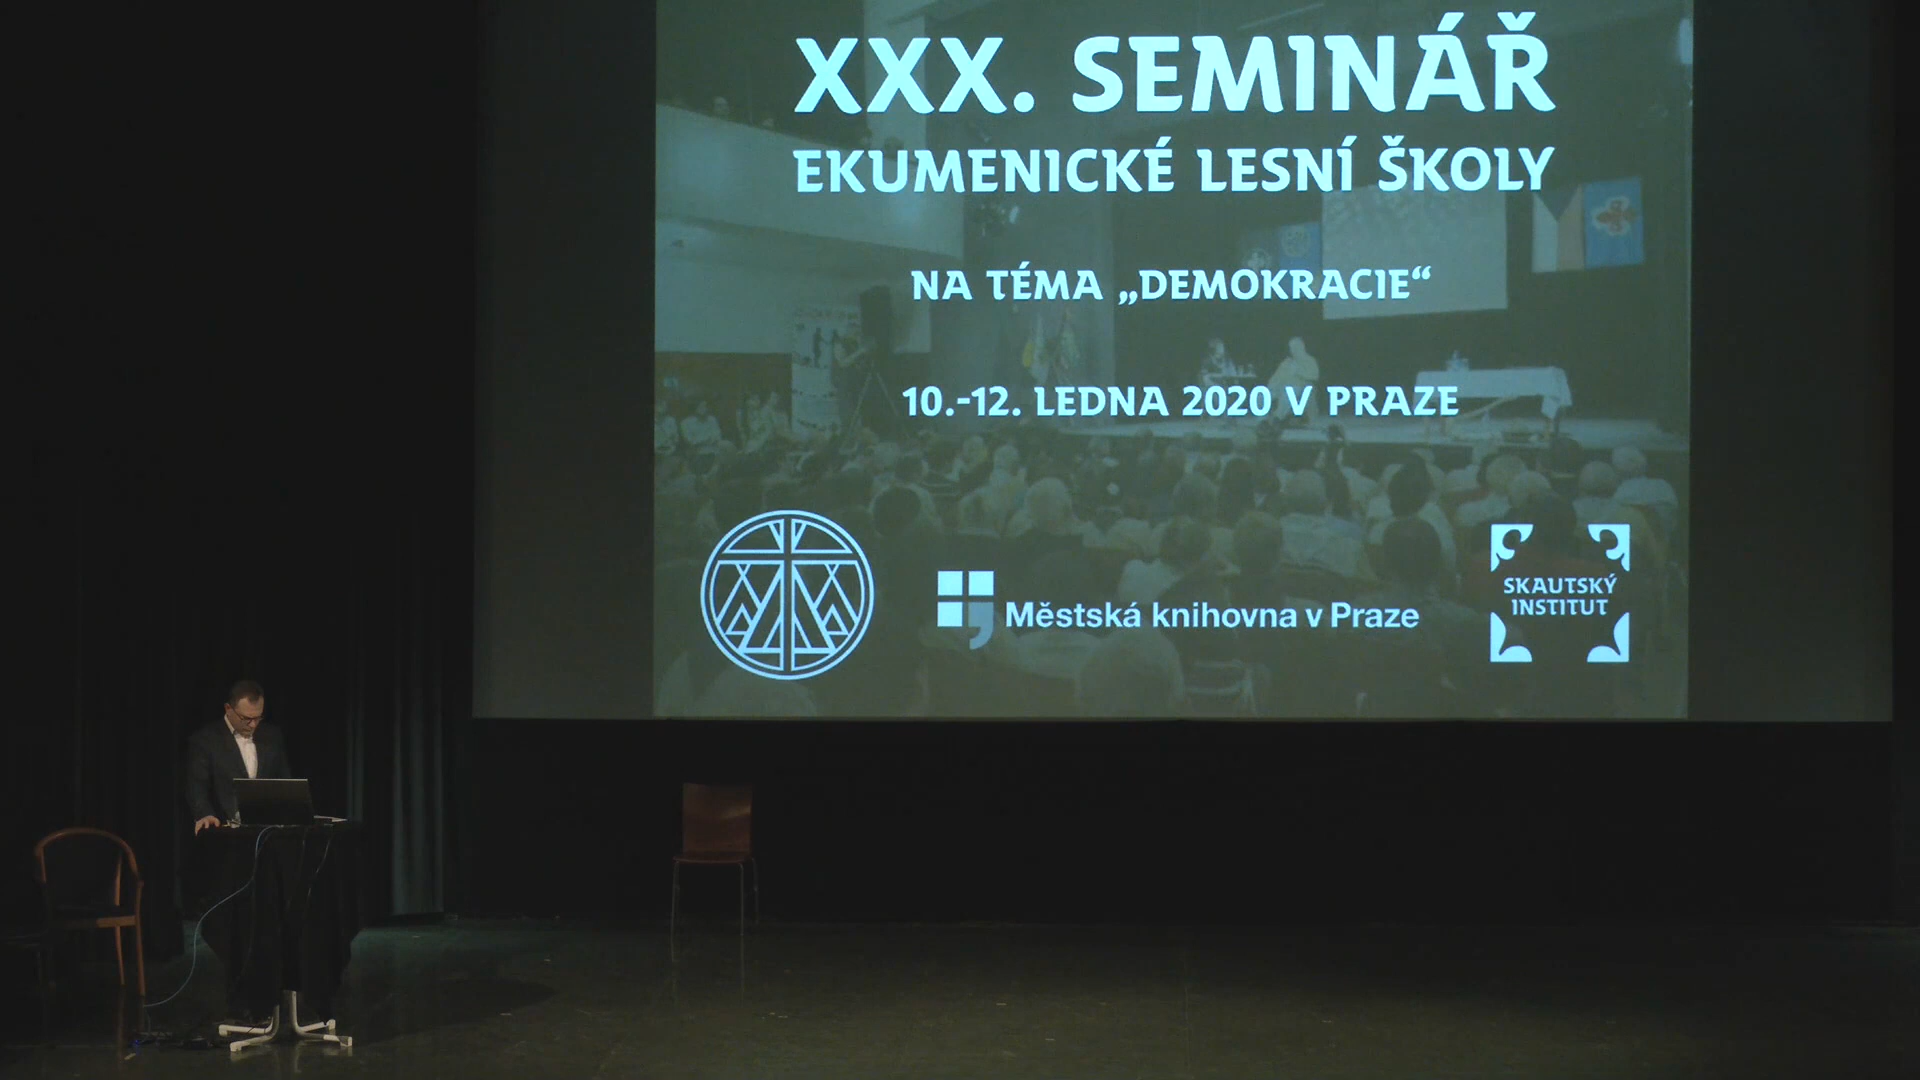 XXX. SEMINÁŘ
EKUMENICKÉ LESNÍ ŠKOLY
NA TÉMA „DEMOKRACIE“
10.-12. LEDNA 2020 V PRAZE
Městská knihovna v Praze
SKAUTSKÝ
INSTITUT